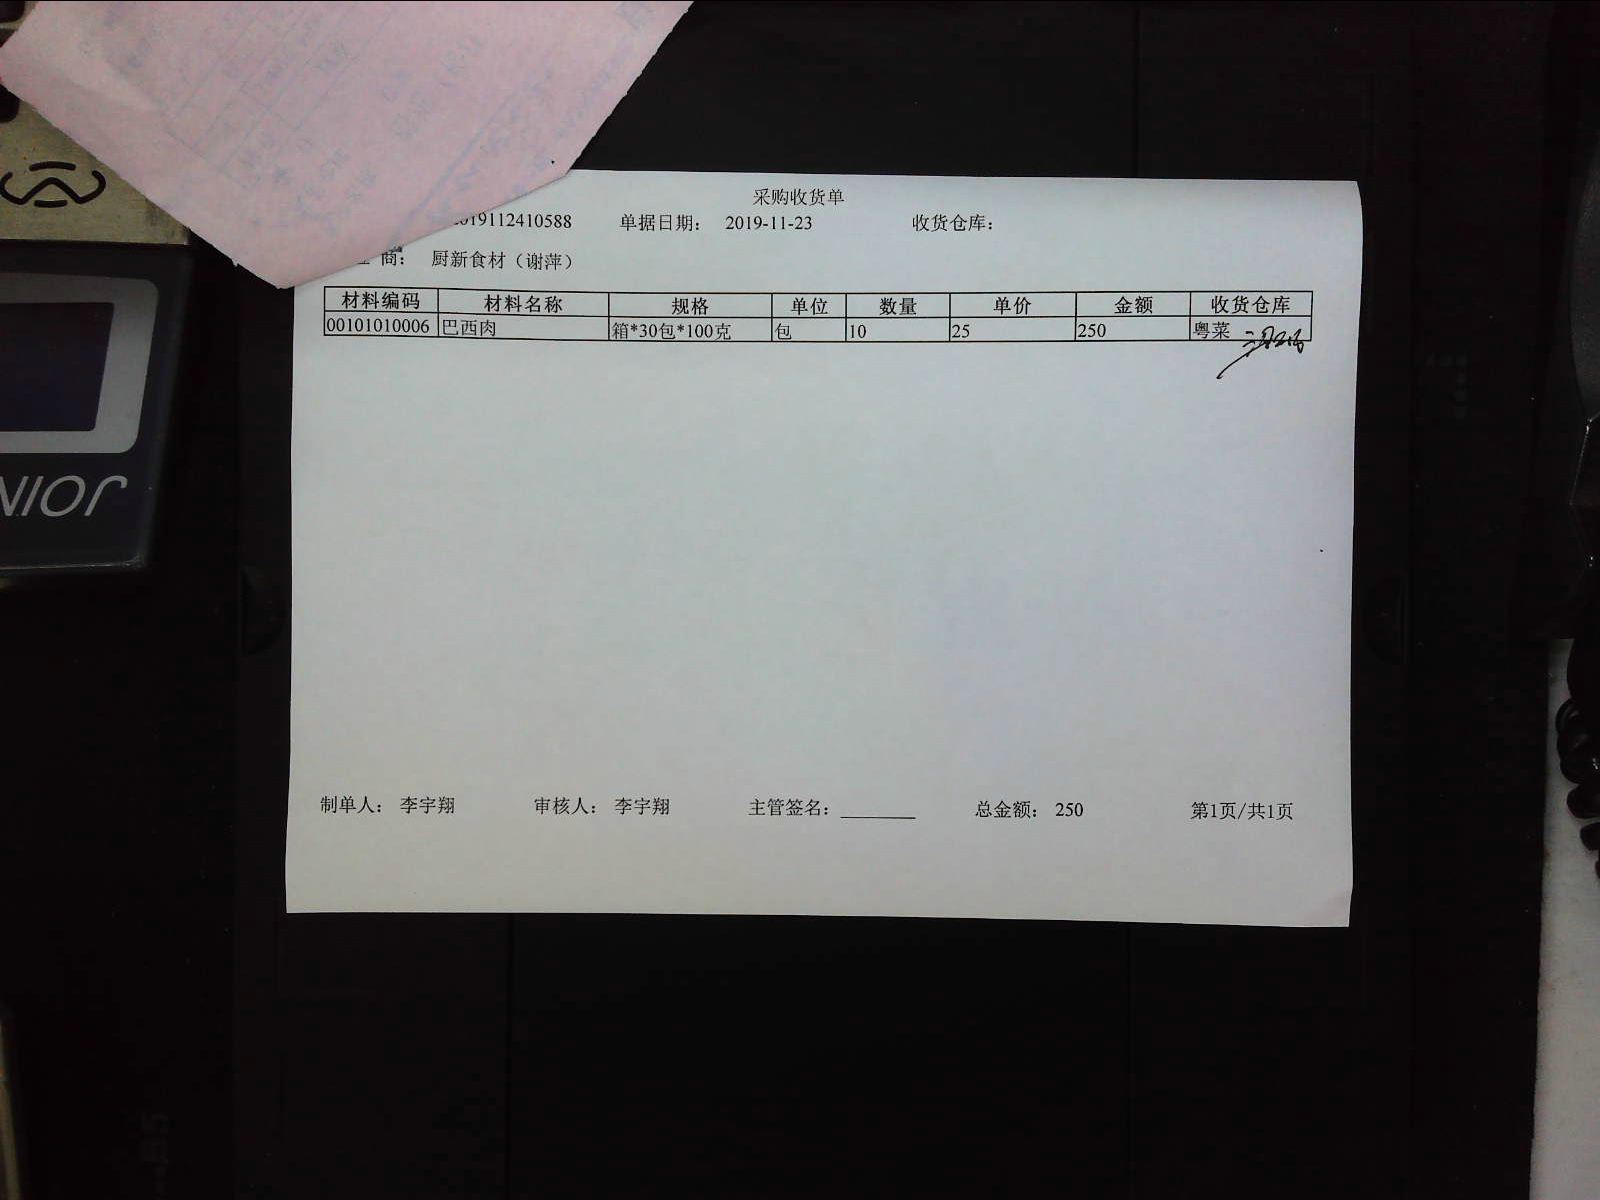 采购收货单
2019112410588 单据日期： 2019-11-23 收货仓库：
商： 厨新食材（谢萍）
材料编码 材料名称 规格 单位 数量 单价 金额 收货仓库
00101010006 巴西肉 箱*30包*100克 包 10 25 250 粤菜
制单人： 李宇翔 审核人： 李宇翔 主管签名： 总金额： 250 第1页/共1页